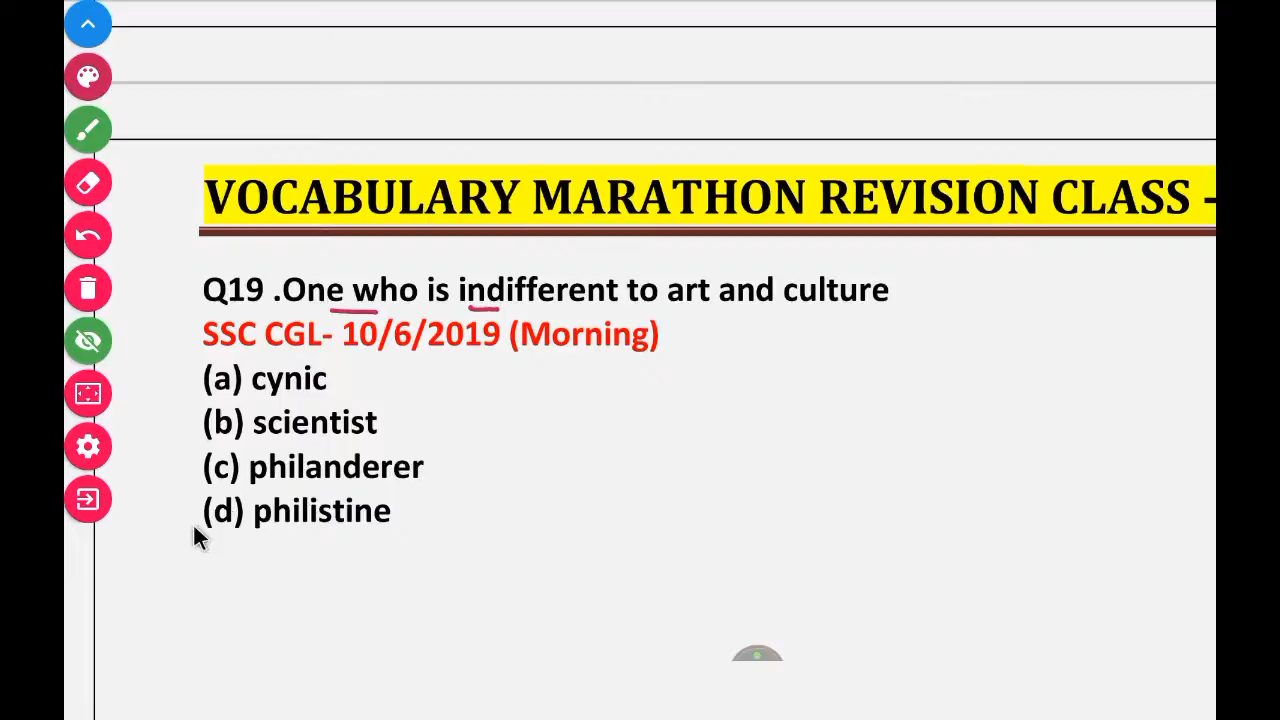 VOCABULARY MARATHON REVISION CLASS -
Q19 .One who is indifferent to art and culture
SSC CGL- 10/6/2019 (Morning)
(a) cynic
(b) scientist
(c) philanderer
(d) philistine